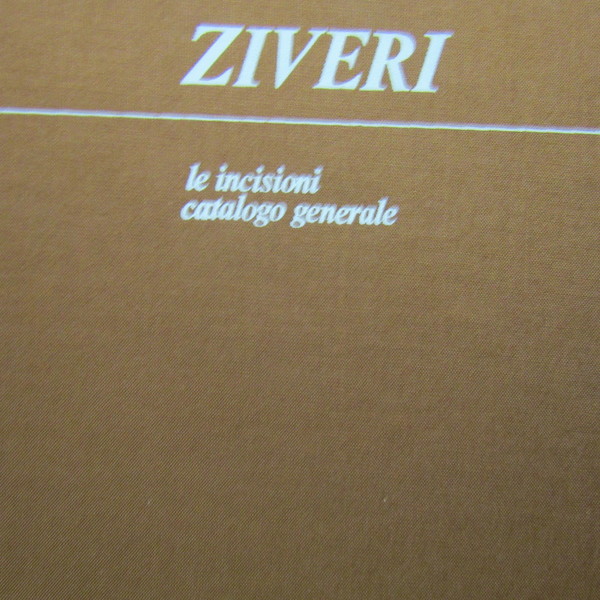 ZIVERI
le incisioni
catalogo generale